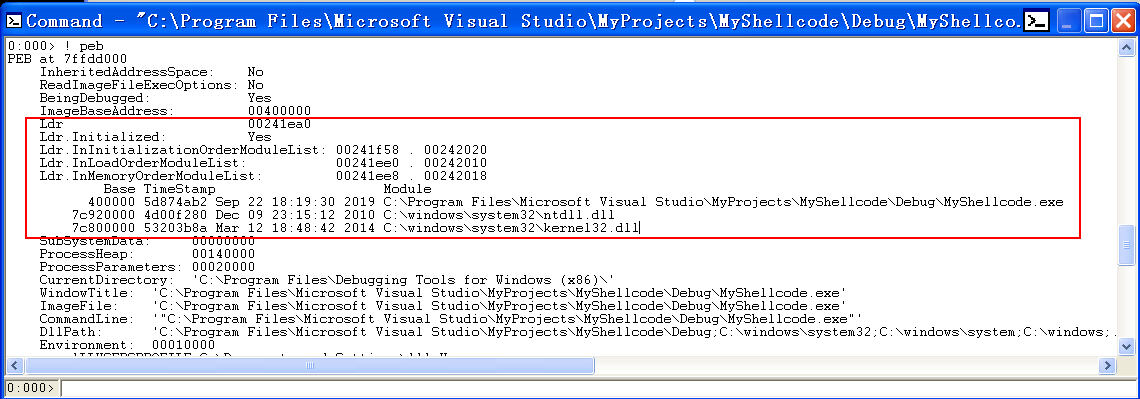 Command - "C:\Program Files\Microsoft Visual Studio\MyProjects\MyShellcode\Debug\MyShellco...
0:000> ! peb
PEB at 7ffdd000
    InheritedAddressSpace:    No
    ReadImageFileExecOptions: No
    BeingDebugged:            Yes
    ImageBaseAddress:         00400000
    Ldr                       00241ea0
    Ldr.Initialized:          Yes
    Ldr.InInitializationOrderModuleList: 00241f58 . 00242020
    Ldr.InLoadOrderModuleList:           00241ee0 . 00242010
    Ldr.InMemoryOrderModuleList:         00241ee8 . 00242018
            Base TimeStamp                     Module
          400000 5d874ab2 Sep 22 18:19:30 2019 C:\Program Files\Microsoft Visual Studio\MyProjects\MyShellcode\Debug\MyShellcode.exe
        7c920000 4d00f280 Dec 09 23:15:12 2010 C:\windows\system32\ntdll.dll
        7c800000 53203b8a Mar 12 18:48:42 2014 C:\windows\system32\kernel32.dll
    SubSystemData:     00000000
    ProcessHeap:       00140000
    ProcessParameters: 00020000
    CurrentDirectory:  'C:\Program Files\Debugging Tools for Windows (x86)\'
    WindowTitle:  'C:\Program Files\Microsoft Visual Studio\MyProjects\MyShellcode\Debug\MyShellcode.exe'
    ImageFile:    'C:\Program Files\Microsoft Visual Studio\MyProjects\MyShellcode\Debug\MyShellcode.exe'
    CommandLine:  '"C:\Program Files\Microsoft Visual Studio\MyProjects\MyShellcode\Debug\MyShellcode.exe"'
    DllPath:      'C:\Program Files\Microsoft Visual Studio\MyProjects\MyShellcode\Debug;C:\windows\system32;C:\windows\system;C:\windows;.
    Environment:  00010000
0:000>